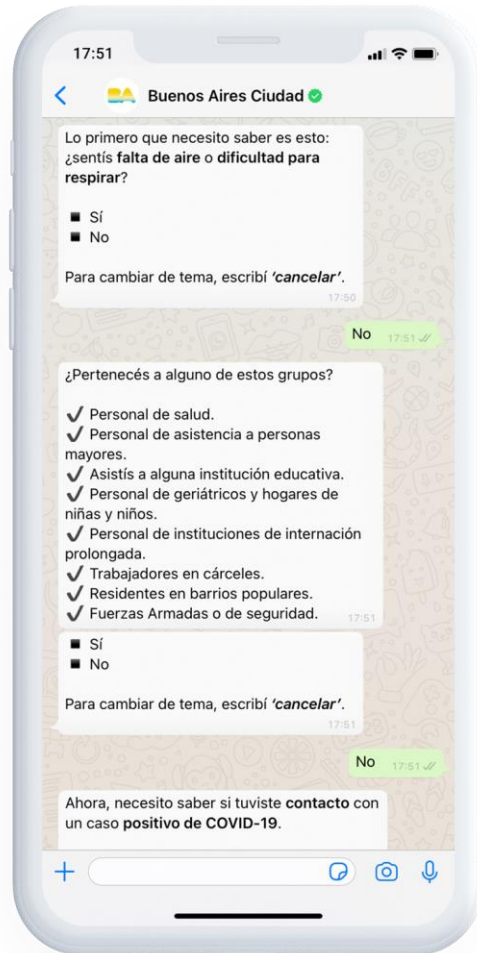 17:51
BA
Buenos Aires Ciudad
Lo primero que necesito saber es esto:
¿sentís falta de aire o dificultad para
respirar?
Sí
No
Para cambiar de tema, escribí ‘cancelar’.
17:50
No 17:51
¿Pertenecés a alguno de estos grupos?
Personal de salud.
Personal de asistencia a personas
mayores.
Asistís a alguna institución educativa.
Personal de geriátricos y hogares de
niñas y niños.
Personal de instituciones de internación
prolongada.
Trabajadores en cárceles.
Residentes en barrios populares.
Fuerzas Armadas o de seguridad. 17:51
Sí
No
Para cambiar de tema, escribí ‘cancelar’.
17:51
No 17:51
Ahora, necesito saber si tuviste contacto con
un caso positivo de COVID-19.